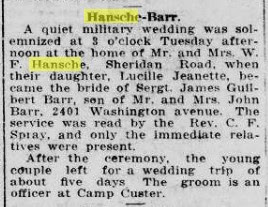 Hansche-Barr.
A quiet military wedding was sol-
emnized at 3 o'clock Tuesday after-
noon at the home of Mr. and Mrs. W.
F. Hansche, Sheridan Road, when
their daughter, Lucille Jeanette, be-
came the bride of Sergt. James Guil-
bert Barr, son of Mr. and Mrs. John
Barr, 2401 Washington avenue. The
service was read by the Rev. C. F.
Spray, and only the immediate rela-
tives were present.
After the ceremony, the young
couple left for a wedding trip of
about five days. The groom is an
officer at Camp Custer.